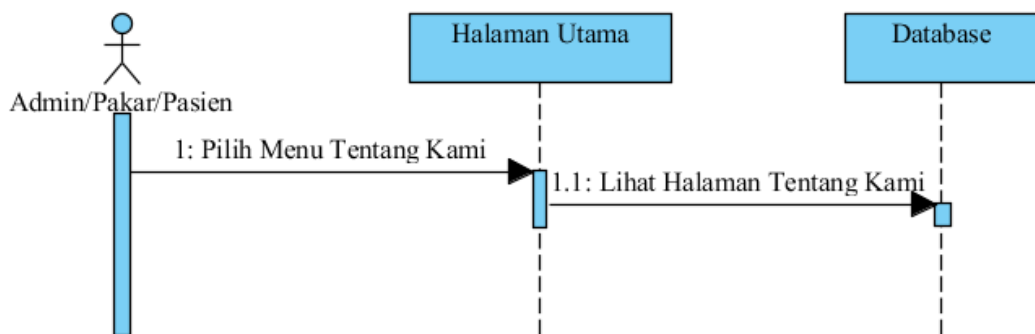 Halaman Utama
Database
Admin/Pakar/Pasien
1: Pilih Menu Tentang Kami
1.1: Lihat Halaman Tentang Kami